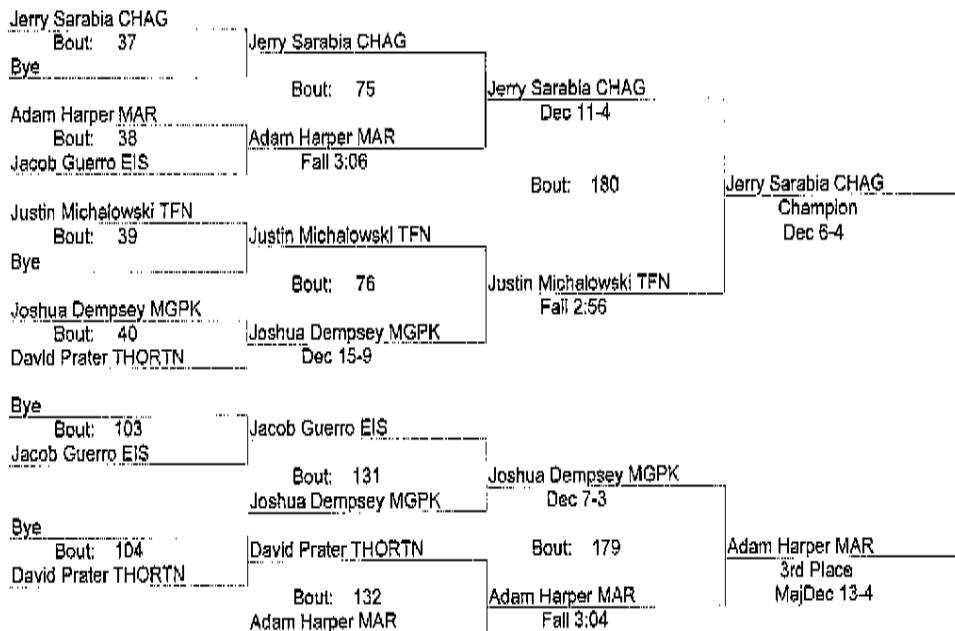 Jerry Sarabia CHAG
Bout: 37
Bye
Jerry Sarabia CHAG
Bout: 75
Adam Harper MAR
Bout: 38
Jacob Guerro EIS
Adam Harper MAR
Fall 3:06
Jerry Sarabia CHAG
Dec 11-4
Bout: 180
Jerry Sarabia CHAG
Champion
Dec 6-4
Justin Michalowski TFN
Bout: 39
Bye
Justin Michalowski TFN
Bout: 76
Joshua Dempsey MGPK
Bout: 40
David Prater THORTN
Joshua Dempsey MGPK
Dec 15-9
Justin Michalowski TFN
Fall 2:56
Bye
Bout: 103
Jacob Guerro EIS
Jacob Guerro EIS
Bout: 131
Joshua Dempsey MGPK
Joshua Dempsey MGPK
Dec 7-3
Bye
Bout: 104
David Prater THORTN
David Prater THORTN
Bout: 132
Adam Harper MAR
Bout: 179
Adam Harper MAR
Fall 3:04
Adam Harper MAR
3rd Place
MajDec 13-4